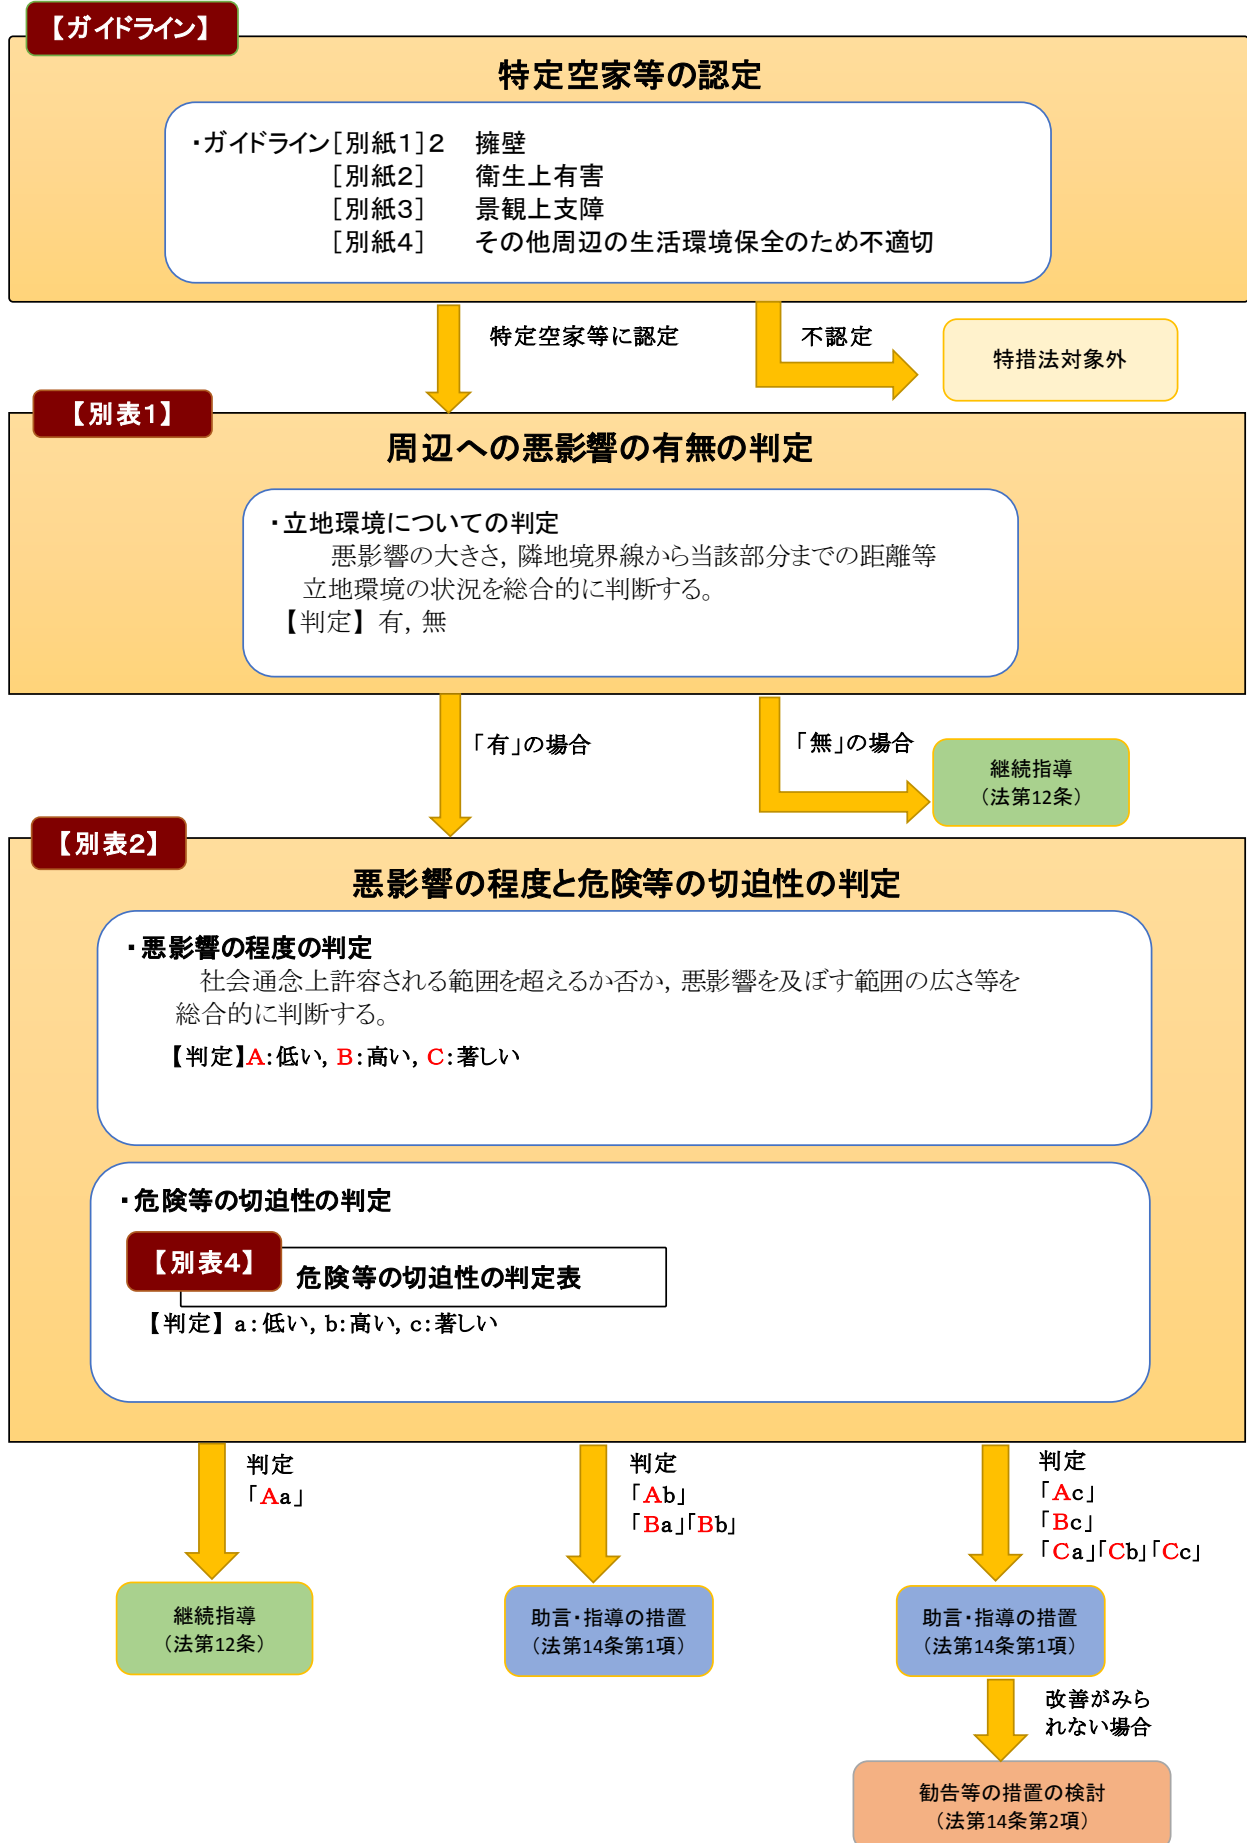 【ガイドライン】
特定空家等の認定
・ガイドライン[別紙1]2 擁壁
[別紙2] 衛生上有害
[別紙3] 景観上支障
[別紙4] その他周辺の生活環境保全のため不適切
特定空家等に認定
不認定
特措法対象外
【別表1】
周辺への悪影響の有無の判定
・立地環境についての判定
悪影響の大きさ, 隣地境界線から当該部分までの距離等
立地環境の状況を総合的に判断する。
【判定】 有, 無
「有」の場合
「無」の場合
継続指導
(法第12条)
【別表2】
悪影響の程度と危険等の切迫性の判定
・悪影響の程度の判定
社会通念上許容される範囲を超えるか否か, 悪影響を及ぼす範囲の広さ等を
総合的に判断する。
【判定】A:低い, B:高い, C:著しい
・危険等の切迫性の判定
【別表4】
危険等の切迫性の判定表
【判定】 a:低い, b:高い, c:著しい
判定
「Aa」
判定
「Ab」
「Ba」「Bb」
判定
「Ac」
「Bc」
「Ca」「Cb」「Cc」
継続指導
(法第12条)
助言・指導の措置
(法第14条第1項)
助言・指導の措置
(法第14条第1項)
改善がみら
れない場合
勧告等の措置の検討
(法第14条第2項)